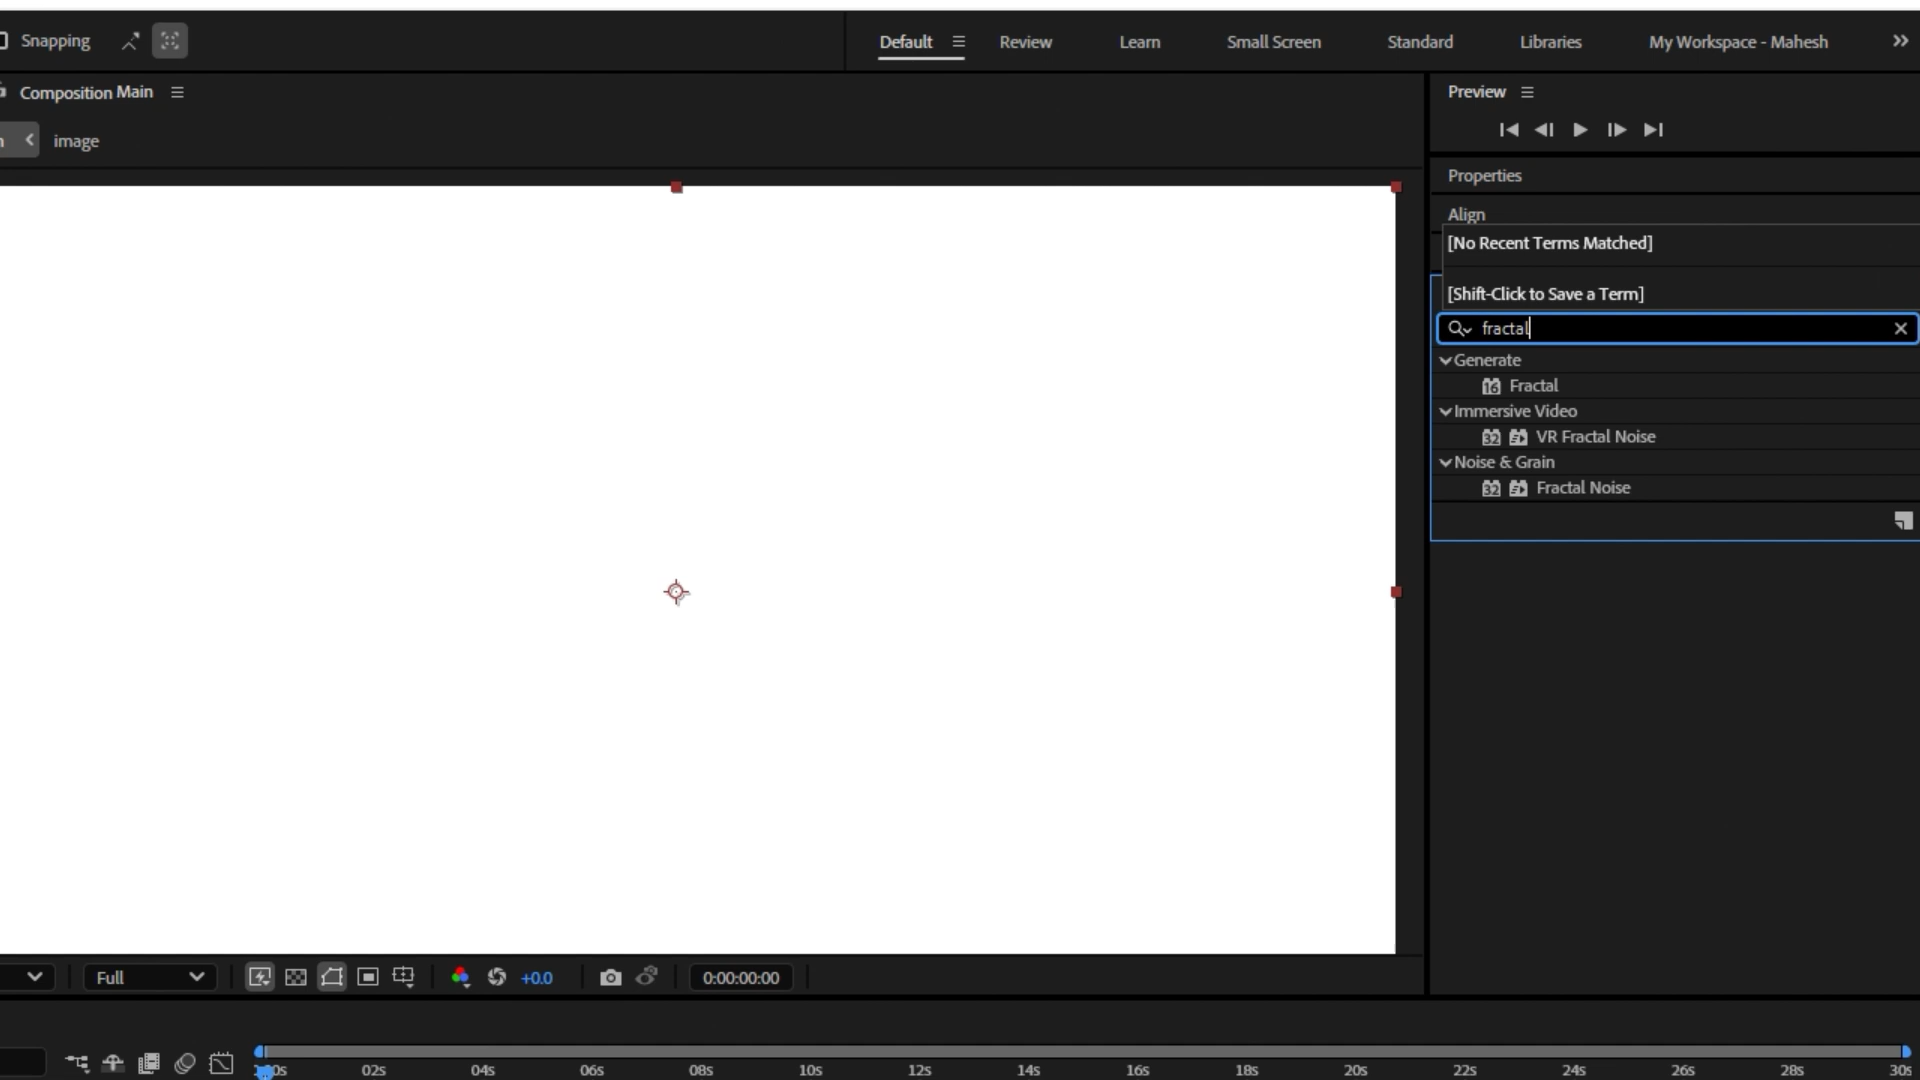 Snapping
Default
Review
Learn
Small Screen
Standard
Libraries
My Workspace - Mahesh
Composition Main
image
Preview
Properties
Align
[No Recent Terms Matched]
[Shift-Click to Save a Term]
fractal
Generate
16 Fractal
Immersive Video
32 VR Fractal Noise
Noise & Grain
32 Fractal Noise
Full
+0.0
0:00:00:00
02s 04s 06s 08s 10s 12s 14s 16s 18s 20s 22s 24s 26s 28s 30s